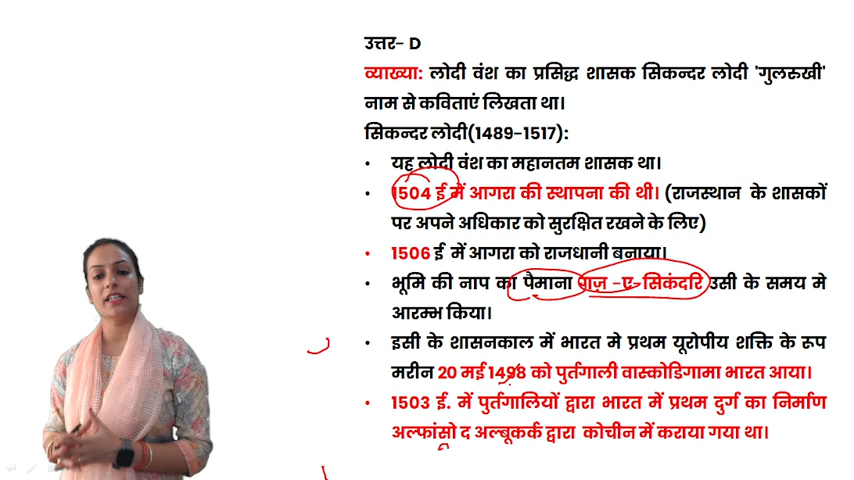 उत्तर- D
व्याख्या: लोदी वंश का प्रसिद्ध शासक सिकन्दर लोदी 'गुलरुखी'
नाम से कविताएं लिखता था।
सिकन्दर लोदी(1489-1517):
• यह लोदी वंश का महानतम शासक था।
• 1504 ई में आगरा की स्थापना की थी। (राजस्थान के शासकों
पर अपने अधिकार को सुरक्षित रखने के लिए)
• 1506 ई में आगरा को राजधानी बनाया।
• भूमि की नाप का पैमाना गाज़ -ए-सिकंदरि उसी के समय मे
आरम्भ किया।
• इसी के शासनकाल में भारत मे प्रथम यूरोपीय शक्ति के रूप
मरीन 20 मई 1498 को पुर्तगाली वास्कोडिगामा भारत आया।
• 1503 ई. में पुर्तगालियों द्वारा भारत में प्रथम दुर्ग का निर्माण
अल्फांसो द अल्बूकर्क द्वारा कोचीन में कराया गया था।